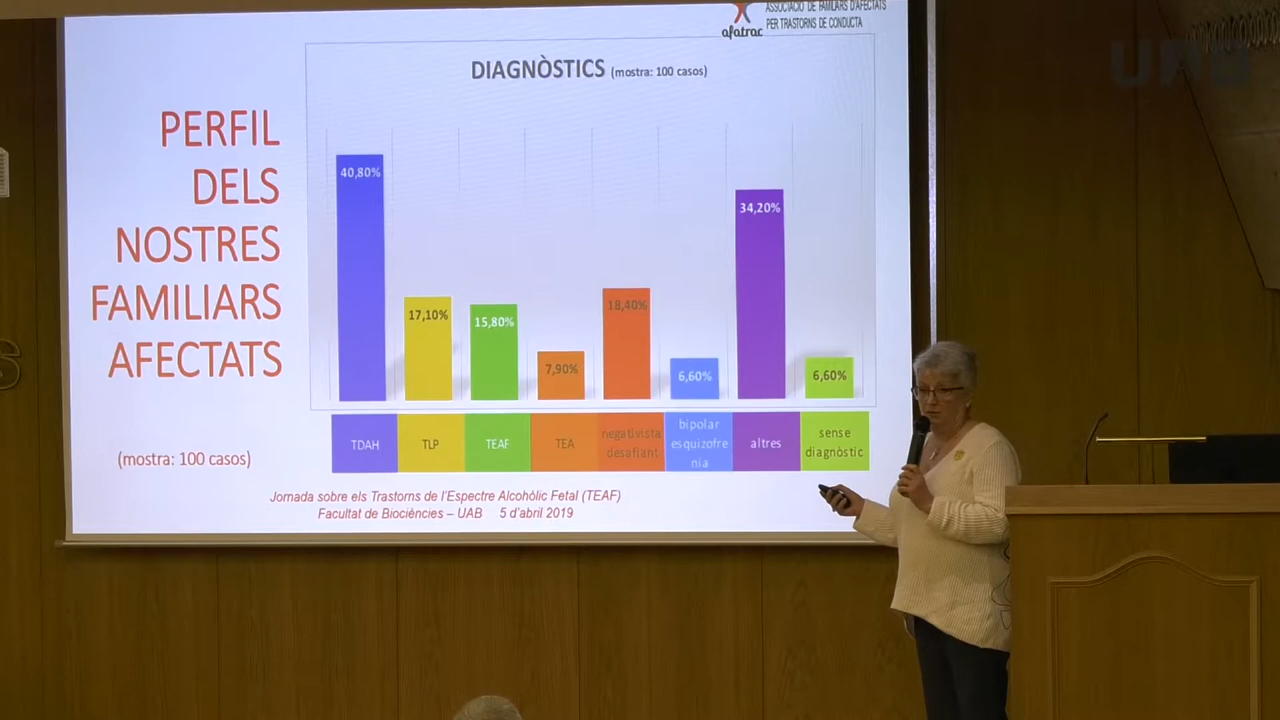 ASSOCIACIÓ DE FAMILIARS D'AFECTATS
PER TRASTORNS DE CONDUCTA
afatrac
DIAGNÒSTICS (mostra: 100 casos)
PERFIL
DELS
NOSTRES
FAMILIARS
AFECTATS
(mostra: 100 casos)
40,80%
17,10%
15,80%
7,90%
18,40%
6,60%
34,20%
6,60%
TDAH
TLP
TEAF
TEA
negativista
desafiant
bipolar
esquizofre
nia
altres
sense
diagnòstic
Jornada sobre els Trastorns de l'Espectre Alcohòlic Fetal (TEAF)
Facultat de Biociències – UAB 5 d'abril 2019
UAB
S